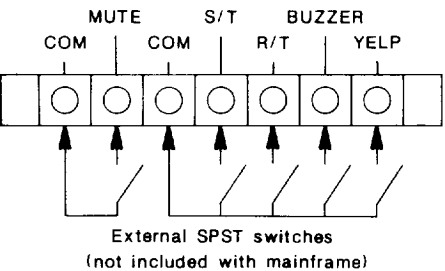 MUTE S/T BUZZER
COM COM R/T YELP
External SPST switches
(not included with mainframe)